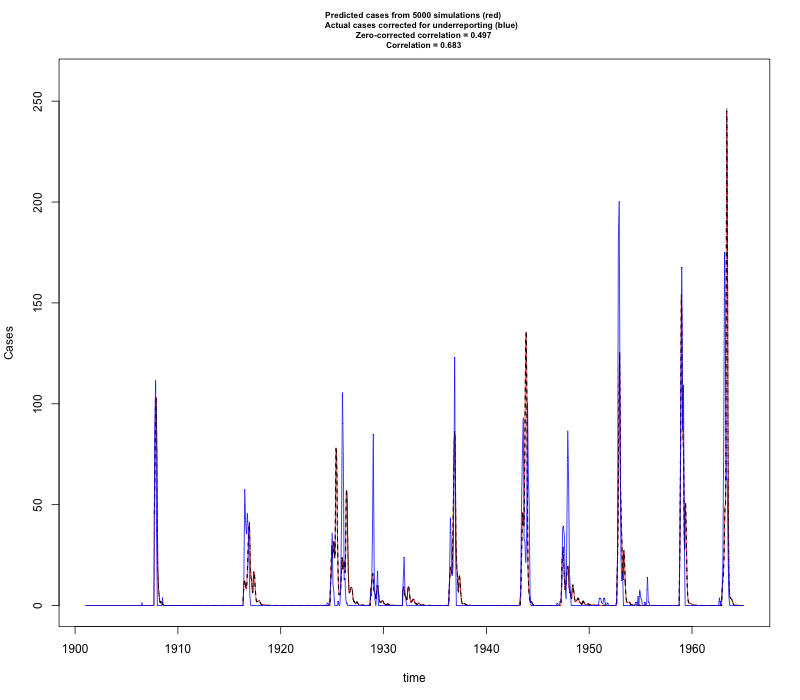 Predicted cases from 5000 simulations (red)
Actual cases corrected for underreporting (blue)
Zero-corrected correlation = 0.497
Correlation = 0.683
250
200
150
100
50
0
Cases
1900 1910 1920 1930 1940 1950 1960
time